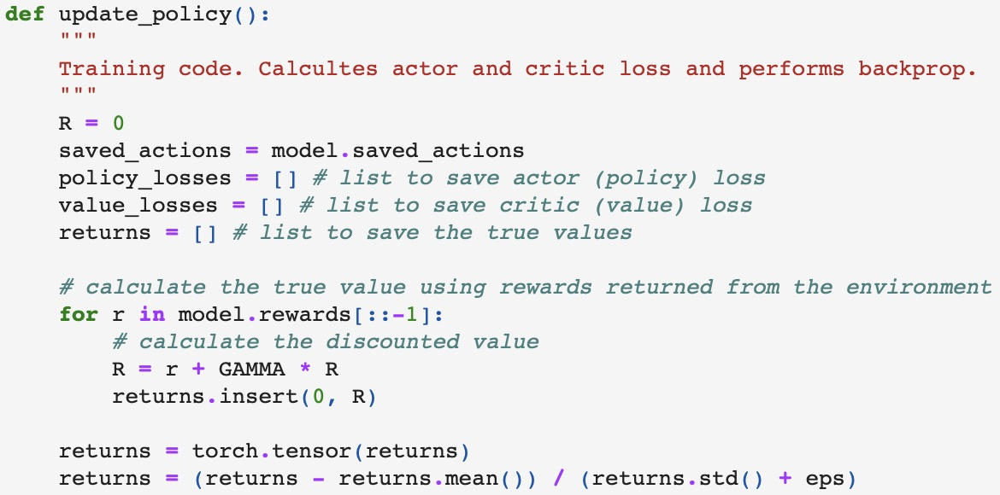 def update_policy():
    """
    Training code. Calcultes actor and critic loss and performs backprop.
    """
    R = 0
    saved_actions = model.saved_actions
    policy_losses = [] # list to save actor (policy) loss
    value_losses = [] # list to save critic (value) loss
    returns = [] # list to save the true values

    # calculate the true value using rewards returned from the environment
    for r in model.rewards[::-1]:
        # calculate the discounted value
        R = r + GAMMA * R
        returns.insert(0, R)

    returns = torch.tensor(returns)
    returns = (returns - returns.mean()) / (returns.std() + eps)